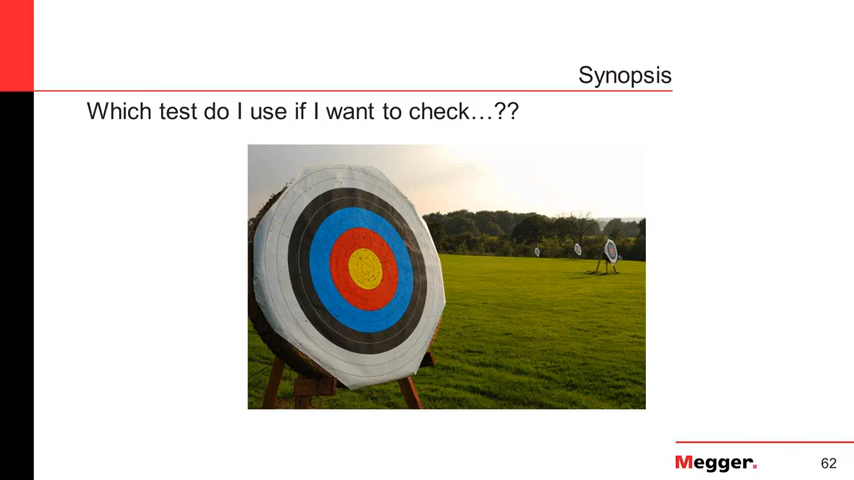 Synopsis
Which test do I use if I want to check…??
Megger.
62